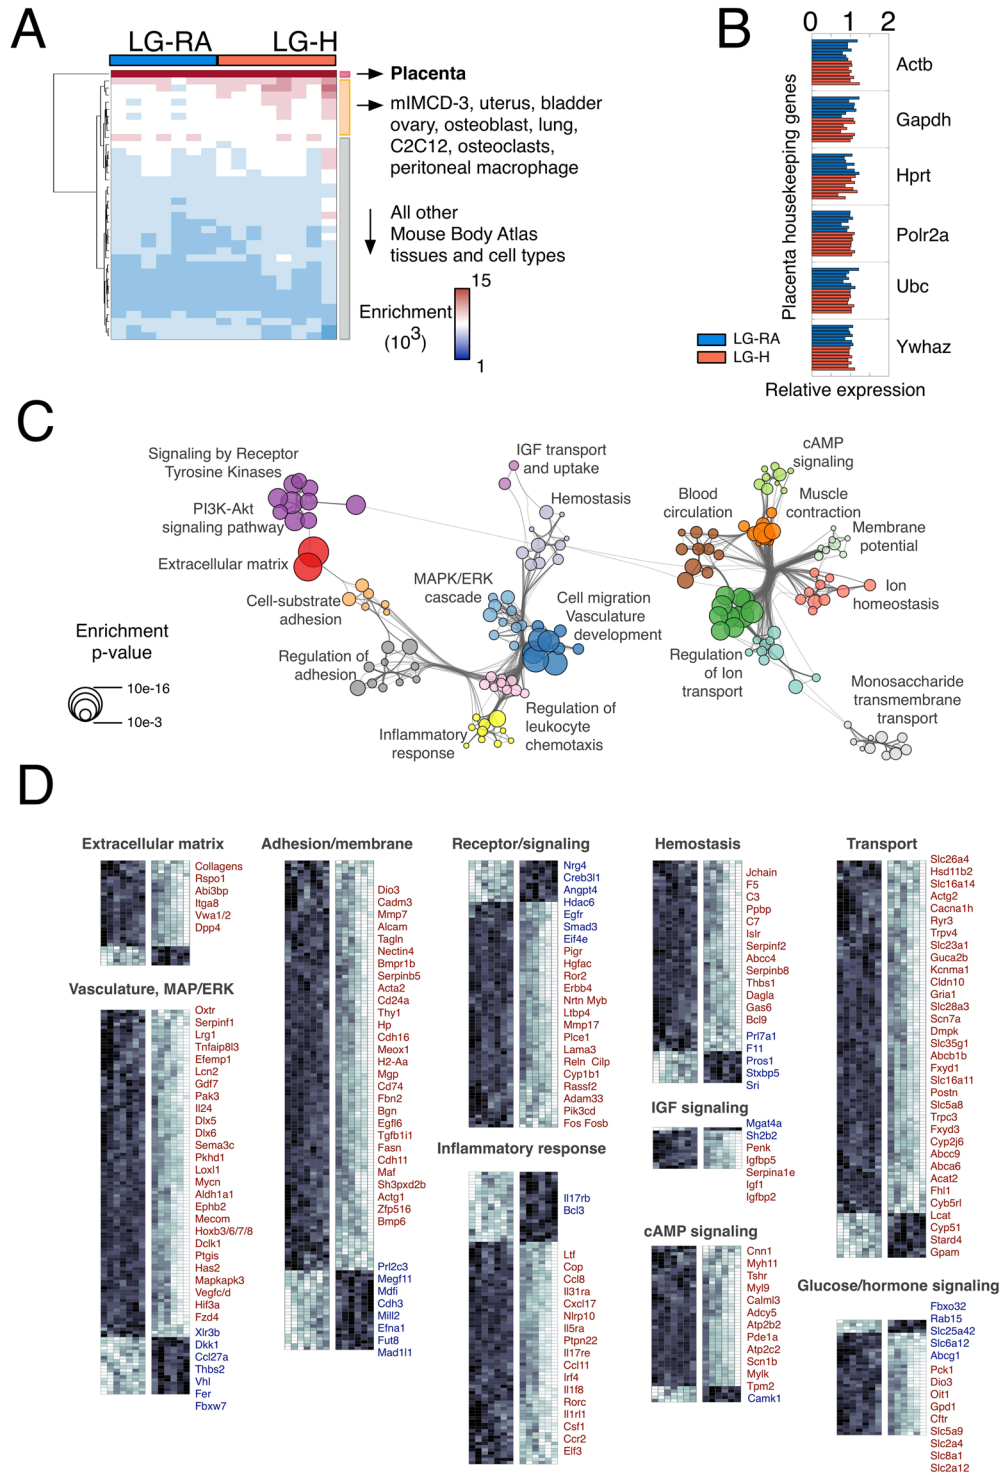 A
LG-RA
LG-H
Placenta
mIMCD-3, uterus, bladder
ovary, osteoblast, lung,
C2C12, osteoclasts,
peritoneal macrophage
All other
Mouse Body Atlas
tissues and cell types
Enrichment
(10³)
15
1
B
0 1 2
Placenta housekeeping genes
Actb
Gapdh
Hprt
Polr2a
Ubc
Ywhaz
LG-RA
LG-H
Relative expression
C
Signaling by Receptor
Tyrosine Kinases
PI3K-Akt
signaling pathway
Extracellular matrix
Cell-substrate
adhesion
Regulation of
adhesion
Enrichment
p-value
10e-16
10e-3
IGF transport
and uptake
Hemostasis
MAPK/ERK
cascade
Cell migration
Vasculature
development
Inflammatory
response
Regulation of
leukocyte
chemotaxis
cAMP
signaling
Blood
circulation
Muscle
contraction
Membrane
potential
Ion
homeostasis
Regulation
of Ion
transport
Monosaccharide
transmembrane
transport
D
Extracellular matrix
Collagens
Rspo1
Abi3bp
Itga8
Vwa1/2
Dpp4
Vasculature, MAP/ERK
Oxtr
Serpinf1
Lrg1
Tnfaip8l3
Efemp1
Lcn2
Gdf7
Pak3
Il24
Dlx5
Dlx6
Sema3c
Pkhd1
Loxl1
Mycn
Aldh1a1
Ephb2
Mecom
Hoxb3/6/7/8
Dclk1
Ptgis
Has2
Mapkapk3
Vegfc/d
Hif3a
Fzd4
Xlr3b
Dkk1
Ccl27a
Thbs2
Vhl
Fer
Fbxw7
Adhesion/membrane
Dio3
Cadm3
Mmp7
Alcam
Tagln
Nectin4
Bmpr1b
Serpinb5
Acta2
Cd24a
Thy1
Hp
Cdh16
Meox1
H2-Aa
Mgp
Cd74
Fbn2
Bgn
Egfl6
Tgfb1i1
Fasn
Cdh11
Maf
Sh3pxd2b
Actg1
Zfp516
Bmp6
Prl2c3
Megf11
Mdfi
Cdh3
Mill2
Efna1
Fut8
Mad1l1
Receptor/signaling
Nrg4
Creb3l1
Angpt4
Hdac6
Egfr
Smad3
Eif4e
Pigr
Hgfac
Ror2
Erbb4
Nrtn Myb
Ltbp4
Mmp17
Plce1
Lama3
Reln Cilp
Cyp1b1
Rassf2
Adam33
Pik3cd
Fos Fosb
Inflammatory response
Il17rb
Bcl3
Ltf
Cop
Ccl8
Il31ra
Cxcl17
Nlrp10
Il5ra
Ptpn22
Il17re
Ccl11
Irf4
Il1f8
Rorc
Il1rl1
Csf1
Ccr2
Elf3
Hemostasis
Jchain
F5
C3
Ppbp
C7
Islr
Serpinf2
Abcc4
Serpinb8
Thbs1
Dagla
Gas6
Bcl9
Prl7a1
F11
Pros1
Stxbp5
Sri
IGF signaling
Mgat4a
Sh2b2
Penk
Igfbp5
Serpina1e
Igf1
Igfbp2
cAMP signaling
Cnn1
Myh11
Tshr
Myl9
Calml3
Adcy5
Atp2b2
Pde1a
Atp2c2
Scn1b
Mylk
Tpm2
Camk1
Transport
Slc26a4
Hsd11b2
Slc16a14
Actg2
Cacna1h
Ryr3
Trpv4
Slc23a1
Guca2b
Kcnma1
Cldn10
Gria1
Slc28a3
Scn7a
Dmpk
Slc35g1
Abcb1b
Fxyd1
Slc16a11
Postn
Slc5a8
Trpc3
Fxyd3
Cyp2j6
Abcc9
Abca6
Acat2
Fhl1
Cyb5rl
Lcat
Cyp51
Stard4
Gpam
Glucose/hormone signaling
Fbxo32
Rab15
Slc25a42
Slc6a12
Abcg1
Pck1
Dio3
Oit1
Gpd1
Cftr
Slc5a9
Slc2a4
Slc8a1
Slc2a12